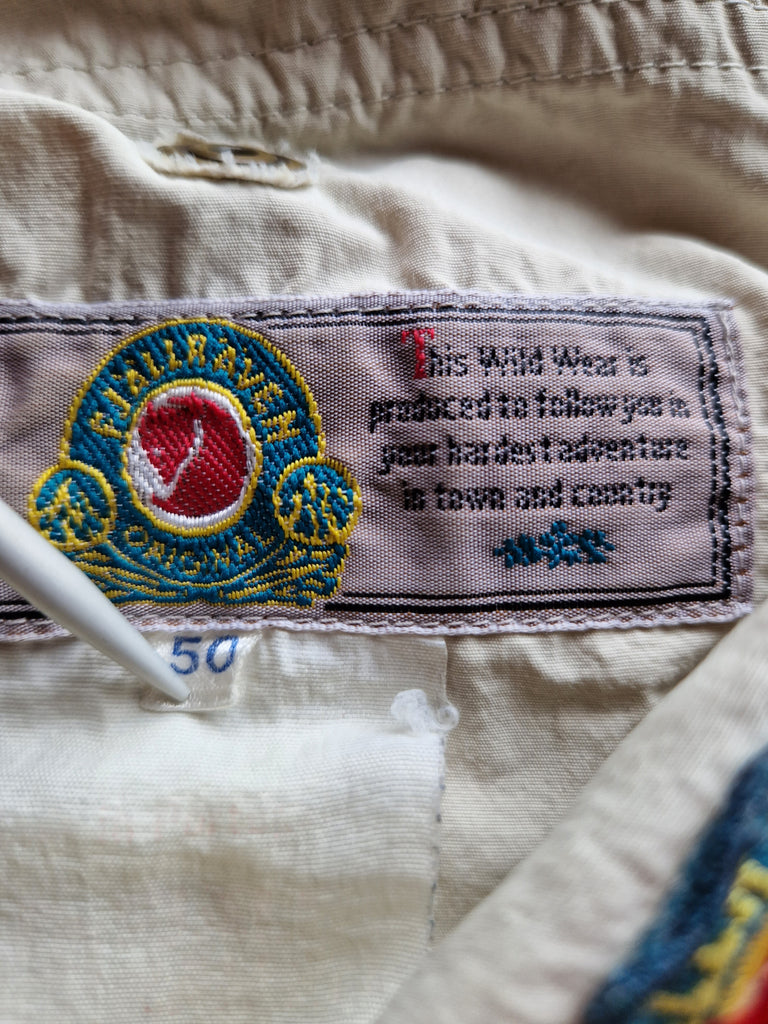 FJÄLLRÄVEN
ORIGINAL
This Wild Wear is
produced to follow you in
your hardest adventure
in town and country
50